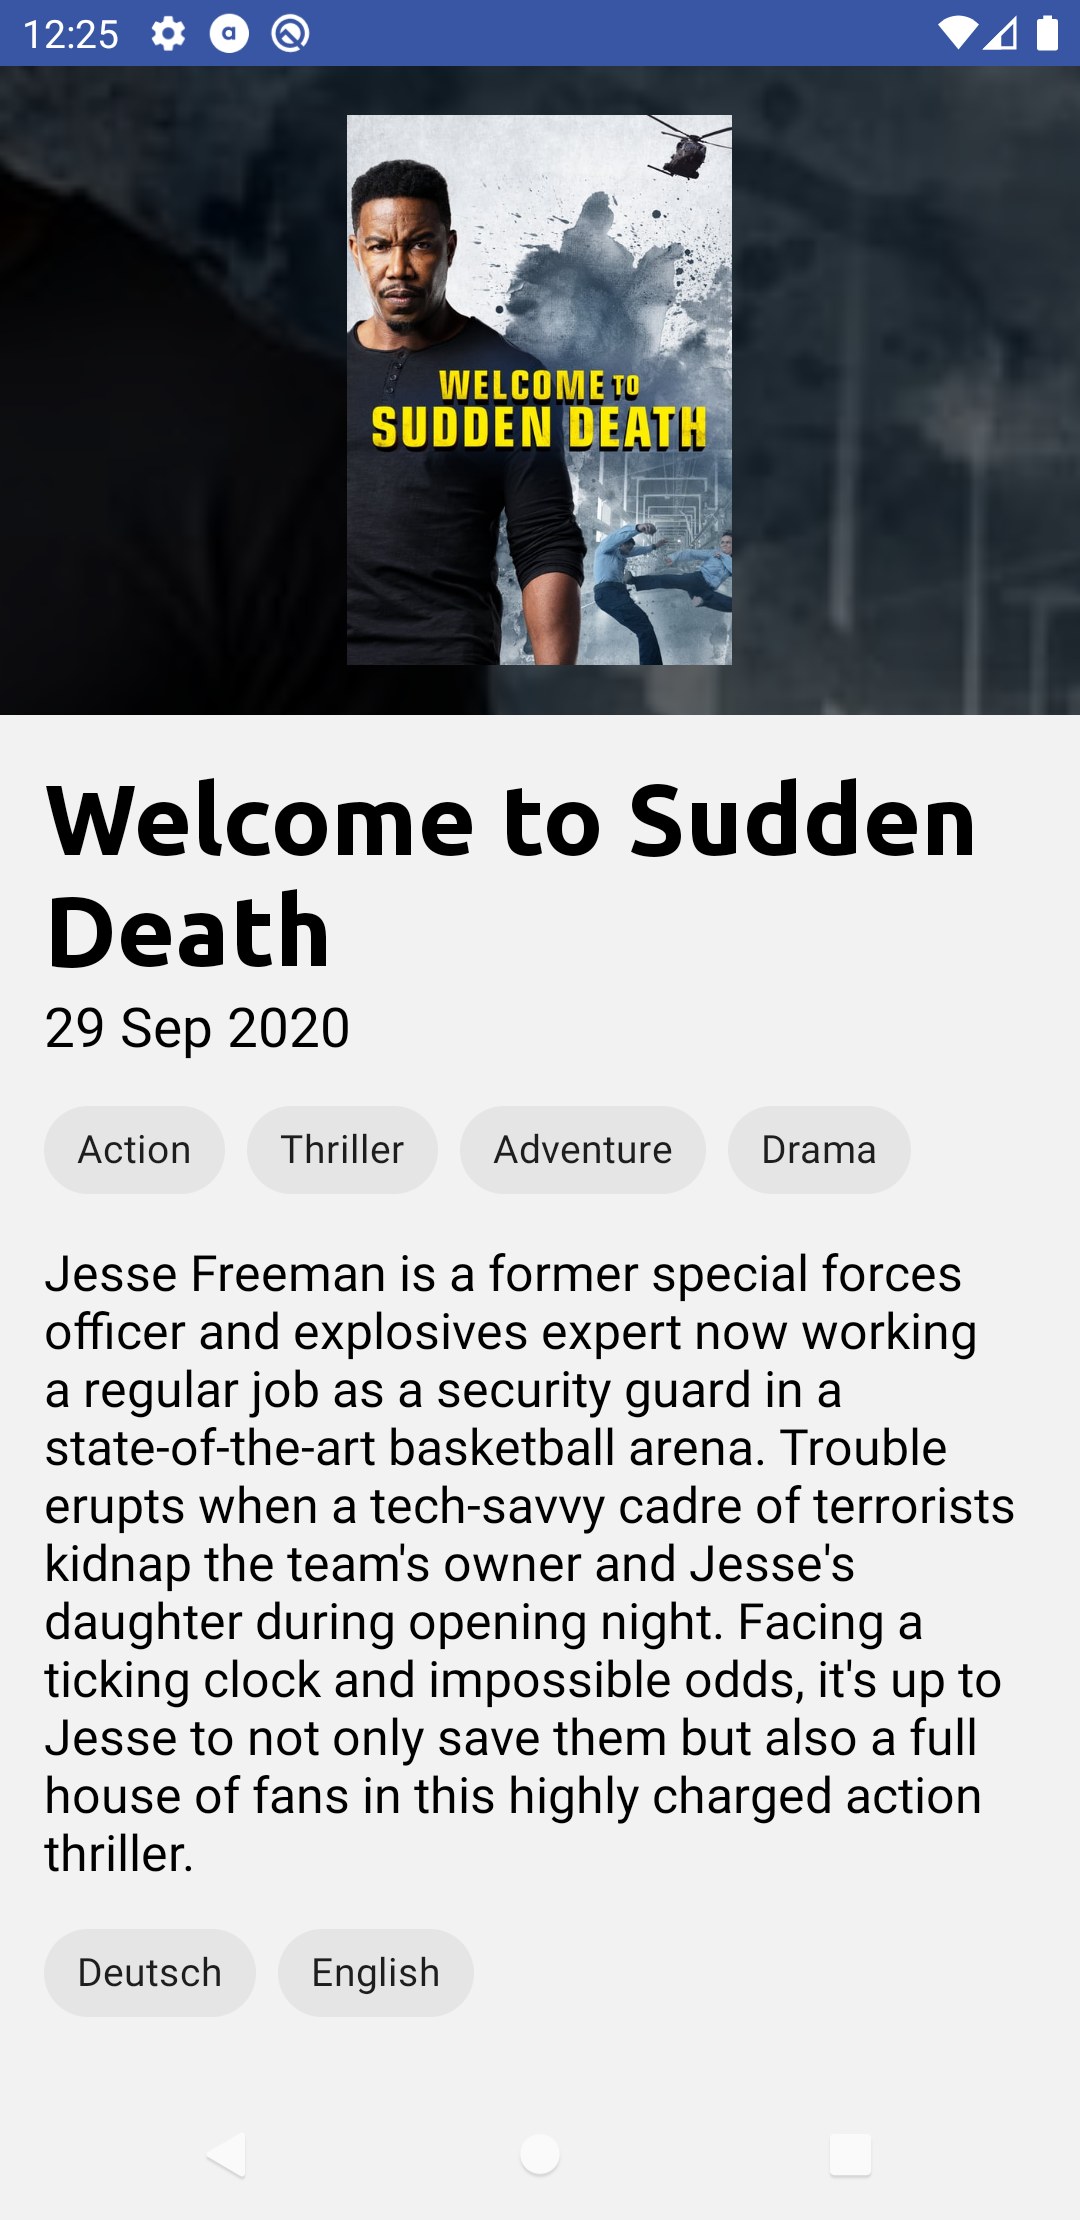 12:25
WELCOME TO
SUDDEN DEATH
Welcome to Sudden
Death
29 Sep 2020
Action Thriller Adventure Drama
Jesse Freeman is a former special forces
officer and explosives expert now working
a regular job as a security guard in a
state-of-the-art basketball arena. Trouble
erupts when a tech-savvy cadre of terrorists
kidnap the team's owner and Jesse's
daughter during opening night. Facing a
ticking clock and impossible odds, it's up to
Jesse to not only save them but also a full
house of fans in this highly charged action
thriller.
Deutsch English